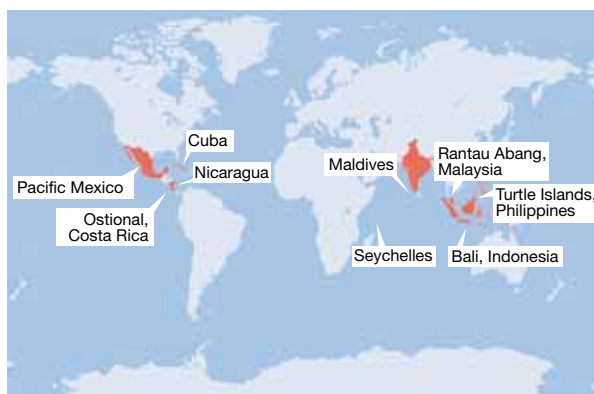 Cuba
Nicaragua
Pacific Mexico
Ostional,
Costa Rica
Maldives
Rantau Abang,
Malaysia
Turtle Islands,
Philippines
Seychelles
Bali, Indonesia